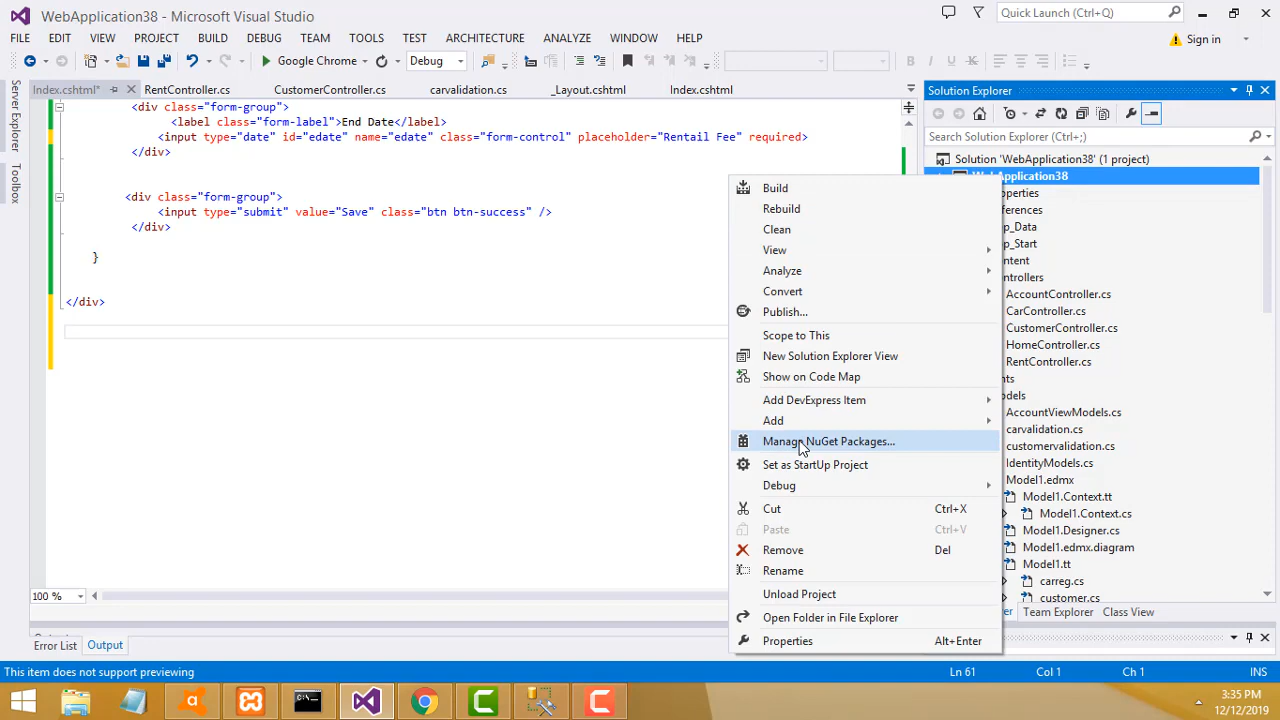 WebApplication38 - Microsoft Visual Studio
Quick Launch (Ctrl+Q)
FILE EDIT VIEW PROJECT BUILD DEBUG TEAM TOOLS TEST ARCHITECTURE ANALYZE WINDOW HELP
Sign in
Google Chrome Debug
Server Explorer
Toolbox
Index.cshtml* RentController.cs CustomerController.cs carvalidation.cs _Layout.cshtml Index.cshtml
<div class="form-group">
<label class="form-label">End Date</label>
<input type="date" id="edate" name="edate" class="form-control" placeholder="Rentail Fee" required>
</div>
<div class="form-group">
<input type="submit" value="Save" class="btn btn-success" />
</div>
}
</div>
100 %
Error List Output
Build
Rebuild
Clean
View
Analyze
Convert
Publish...
Scope to This
New Solution Explorer View
Show on Code Map
Add DevExpress Item
Add
Manage NuGet Packages...
Set as StartUp Project
Debug
Cut Ctrl+X
Paste Ctrl+V
Remove Del
Rename
Unload Project
Open Folder in File Explorer
Properties Alt+Enter
Solution Explorer
Search Solution Explorer (Ctrl+;)
Solution 'WebApplication38' (1 project)
AccountController.cs
CarController.cs
CustomerController.cs
HomeController.cs
RentController.cs
AccountViewModels.cs
carvalidation.cs
customervalidation.cs
IdentityModels.cs
Model1.edmx
Model1.Context.tt
Model1.Context.cs
Model1.Designer.cs
Model1.edmx.diagram
Model1.tt
carreg.cs
customer.cs
Team Explorer Class View
This item does not support previewing
Ln 61 Col 1 Ch 1 INS
3:35 PM
12/12/2019